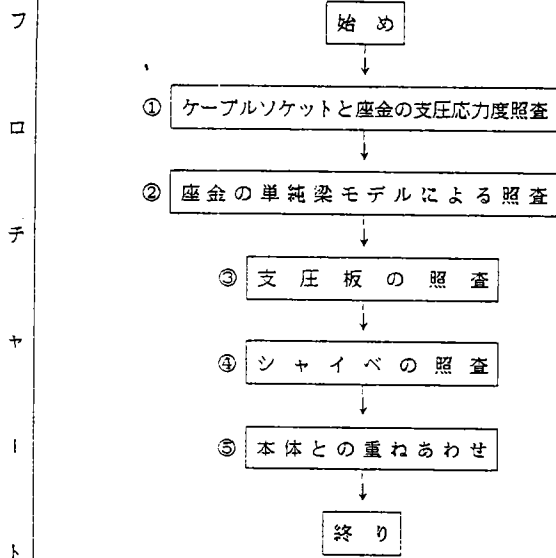 フロチャート
始め
↓
① ケーブルソケットと座金の支圧応力度照査
↓
② 座金の単純梁モデルによる照査
↓
③ 支圧板の照査
↓
④ シャイベの照査
↓
⑤ 本体との重ねあわせ
↓
終り